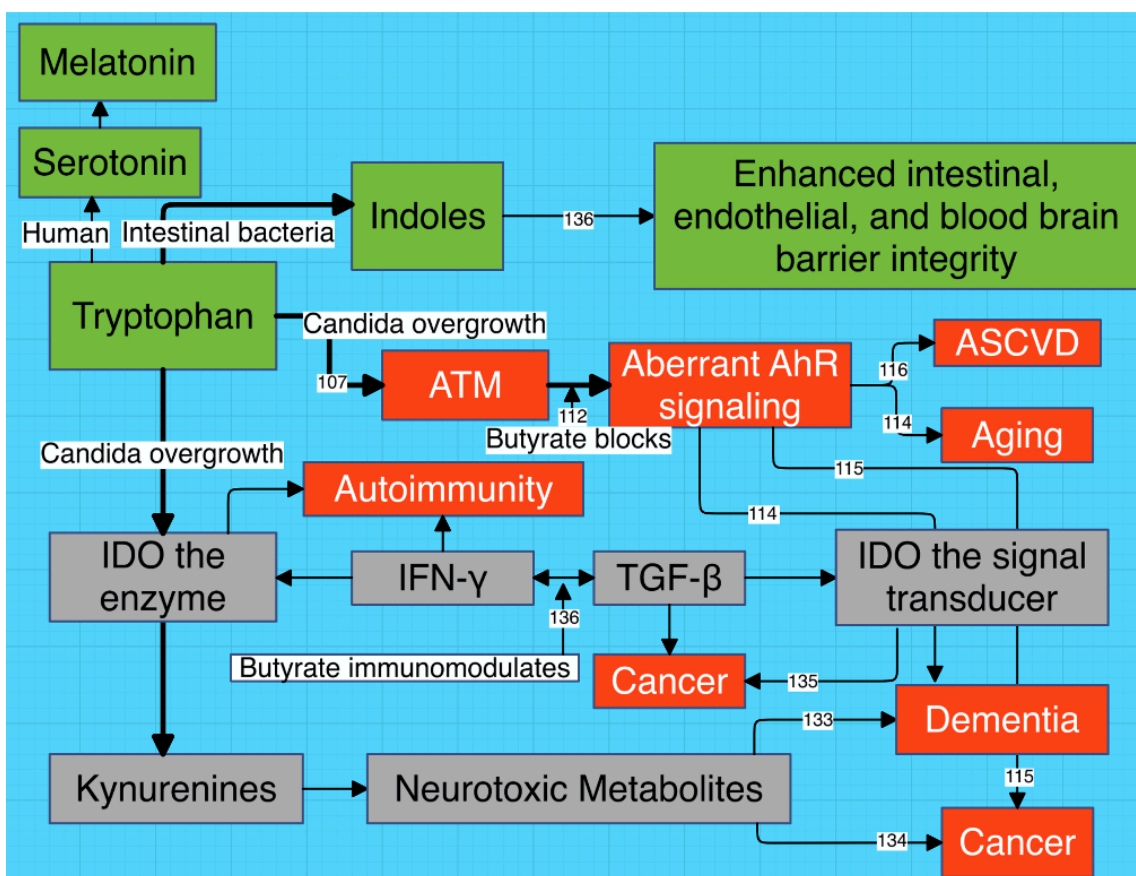 Melatonin
Serotonin
Human
Intestinal bacteria
Indoles
136
Enhanced intestinal,
endothelial, and blood brain
barrier integrity
Tryptophan
Candida overgrowth
107
ATM
112
Butyrate blocks
Aberrant AhR
signaling
116
ASCVD
114
Aging
115
114
Candida overgrowth
Autoimmunity
IDO the
enzyme
IFN-γ
136
TGF-β
IDO the signal
transducer
Butyrate immunomodulates
Cancer
135
Dementia
133
115
Kynurenines
Neurotoxic Metabolites
134
Cancer